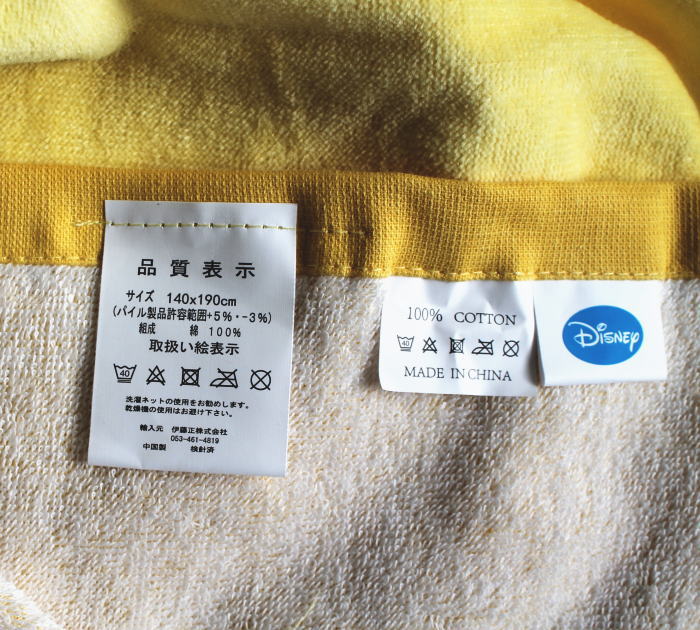 品質表示
サイズ 140x190cm
(パイル製品許容範囲+5%・-3%)
組成 綿 100%
取扱い絵表示
40
洗濯ネットの使用をお勧めします。
乾燥機の使用はお避け下さい。
輸入元 伊藤正株式会社
053-461-4819
中国製 検針済
100% COTTON
40
MADE IN CHINA
Disney